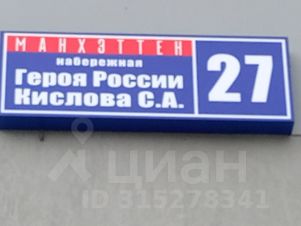 МАНХЭТТЕН
набережная
Героя России
Кислова С.А.
27
циан
ID 315278341